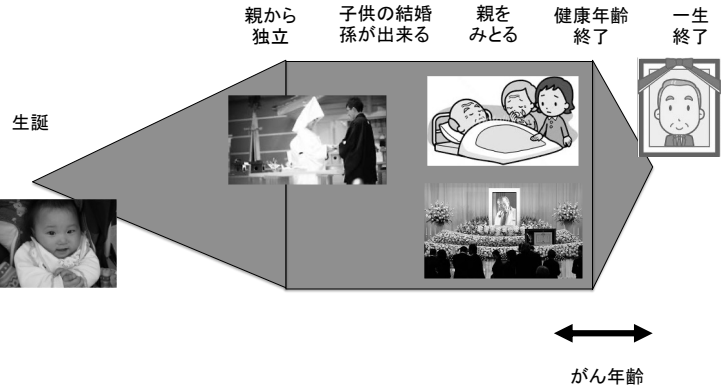 親から
独立
子供の結婚
孫が出来る
親を
みとる
健康年齢
終了
一生
終了
生誕
がん年齢